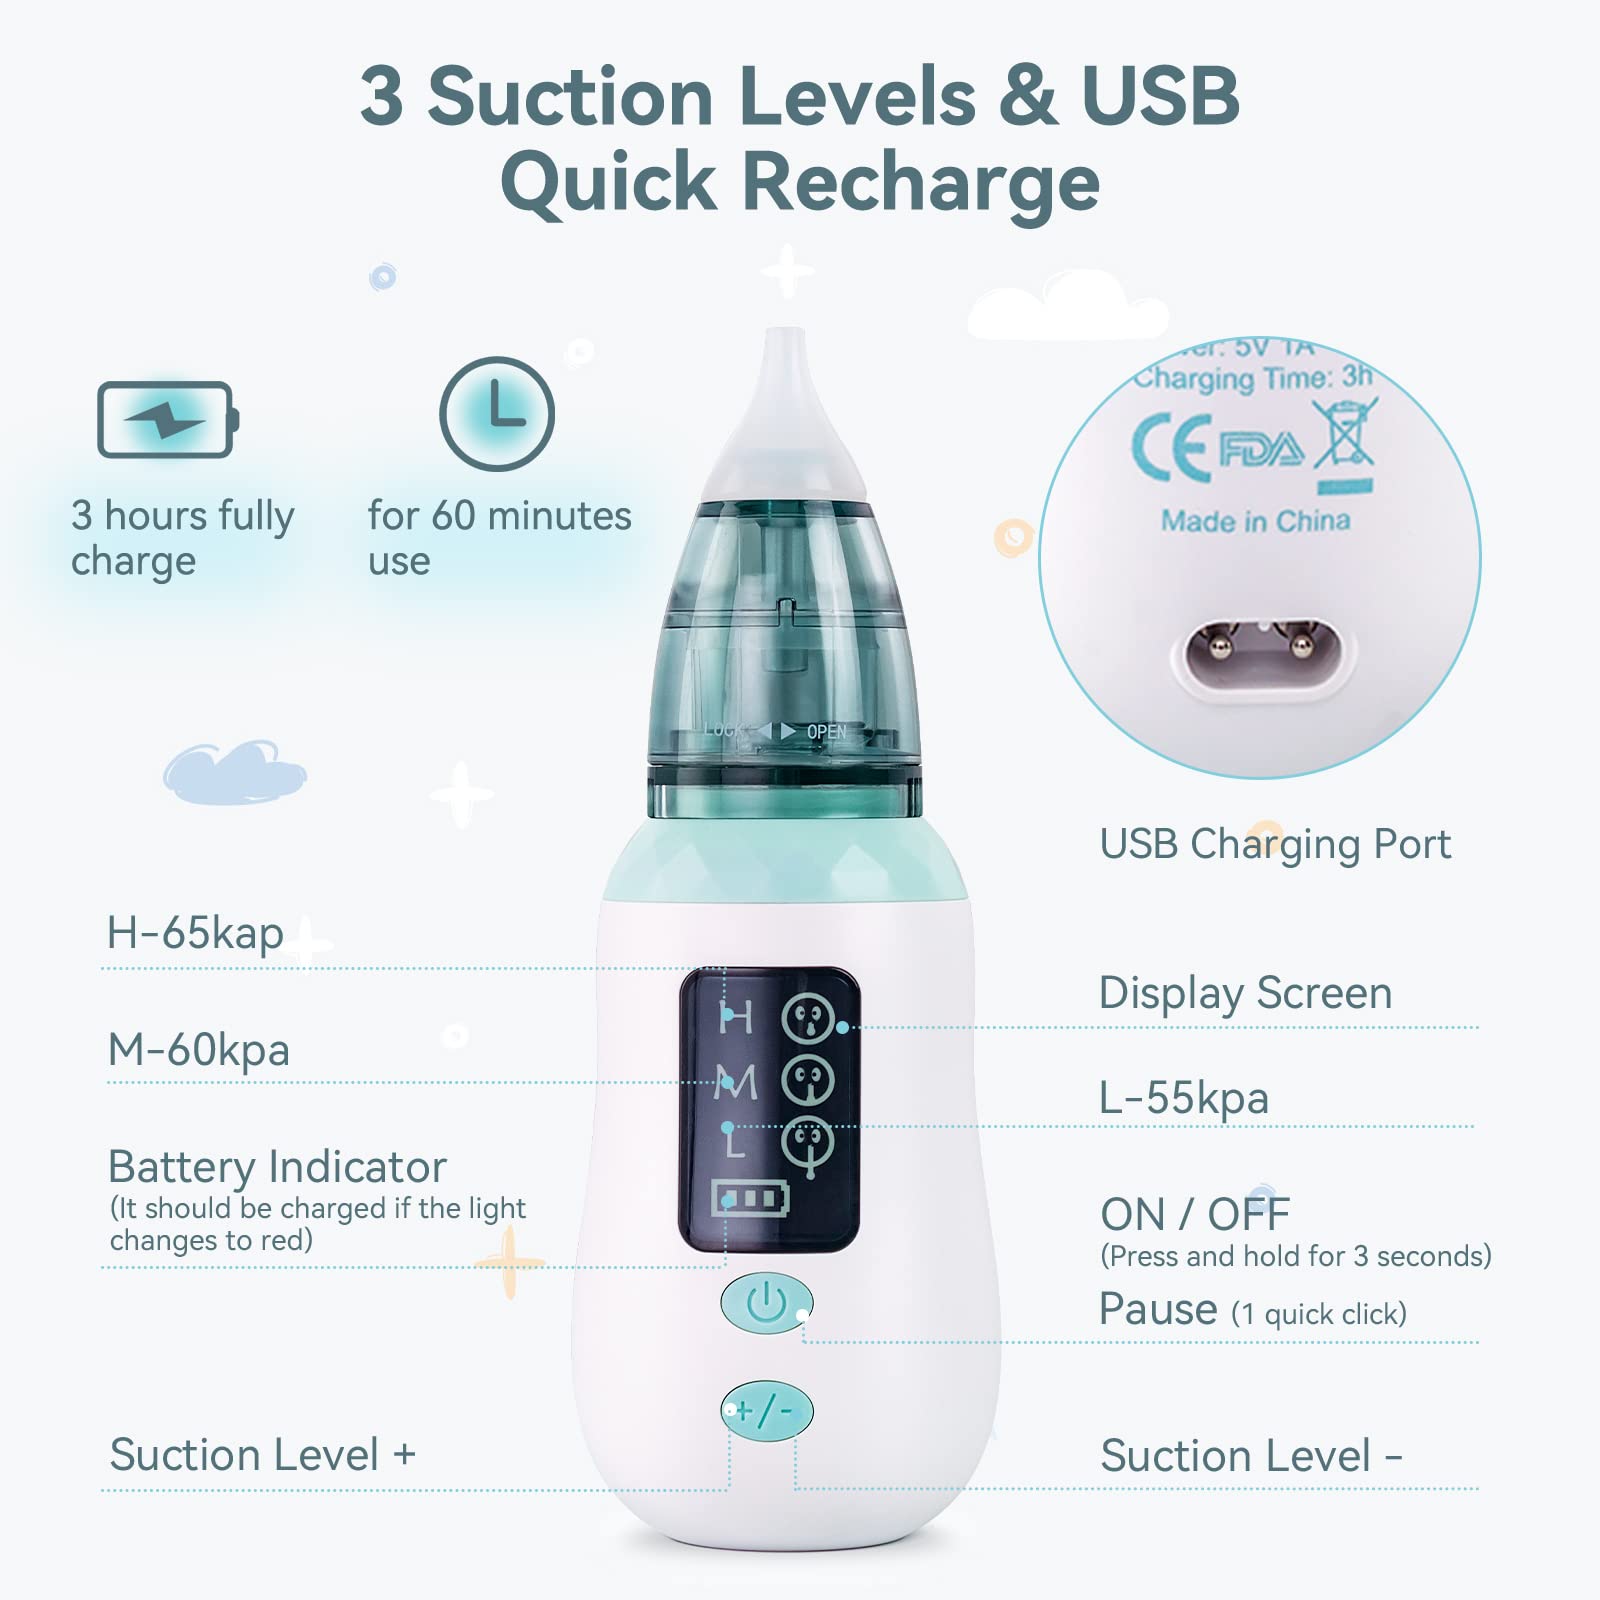 3 Suction Levels & USB
Quick Recharge
3 hours fully
charge
for 60 minutes
use
5V 1A
Charging Time: 3h
CE FDA
Made in China
LOCK ◀ ▶ OPEN
USB Charging Port
H-65kap
M-60kpa
Battery Indicator
(It should be charged if the light
changes to red)
Suction Level +
H
M
L
+/-
Display Screen
L-55kpa
ON / OFF
(Press and hold for 3 seconds)
Pause (1 quick click)
Suction Level -